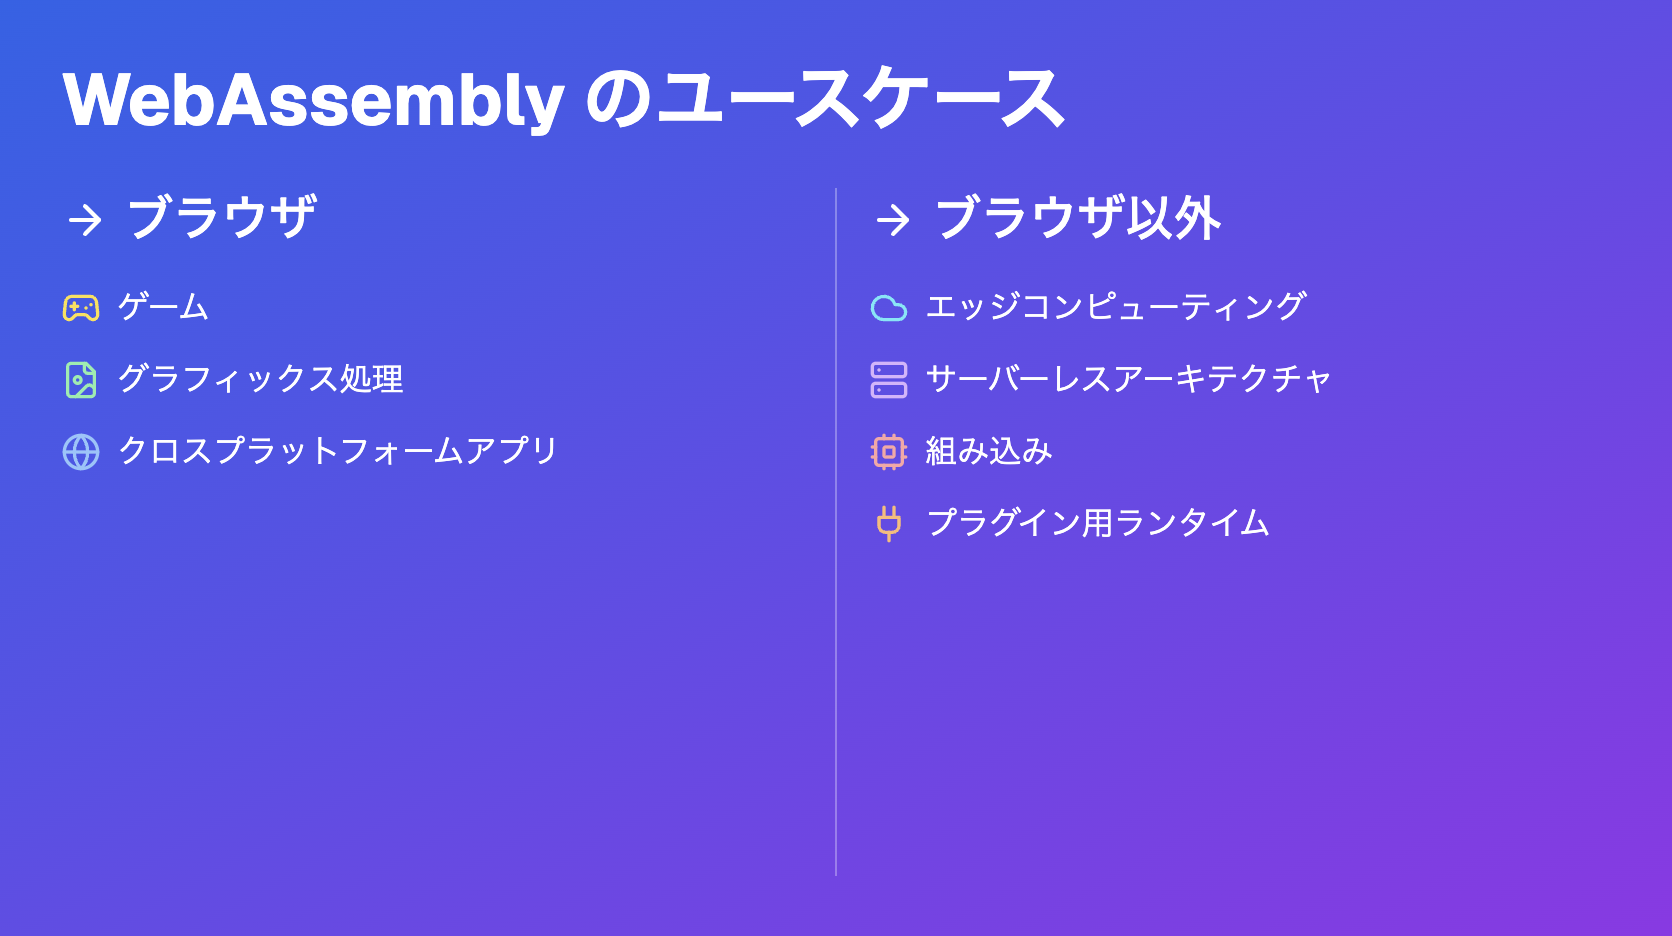 WebAssembly のユースケース
→ ブラウザ
ゲーム
グラフィックス処理
クロスプラットフォームアプリ
→ ブラウザ以外
エッジコンピューティング
サーバーレスアーキテクチャ
組み込み
プラグイン用ランタイム